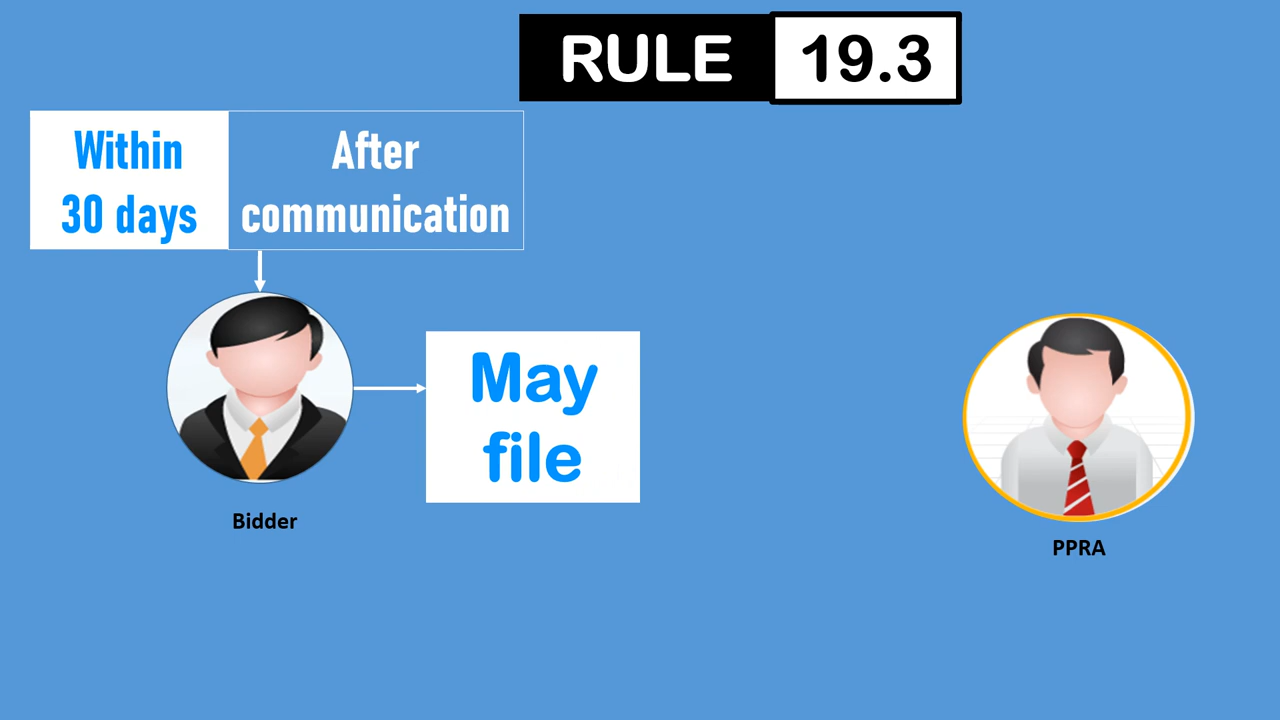 RULE 19.3
Within
30 days
After
communication
May
file
Bidder
PPRA